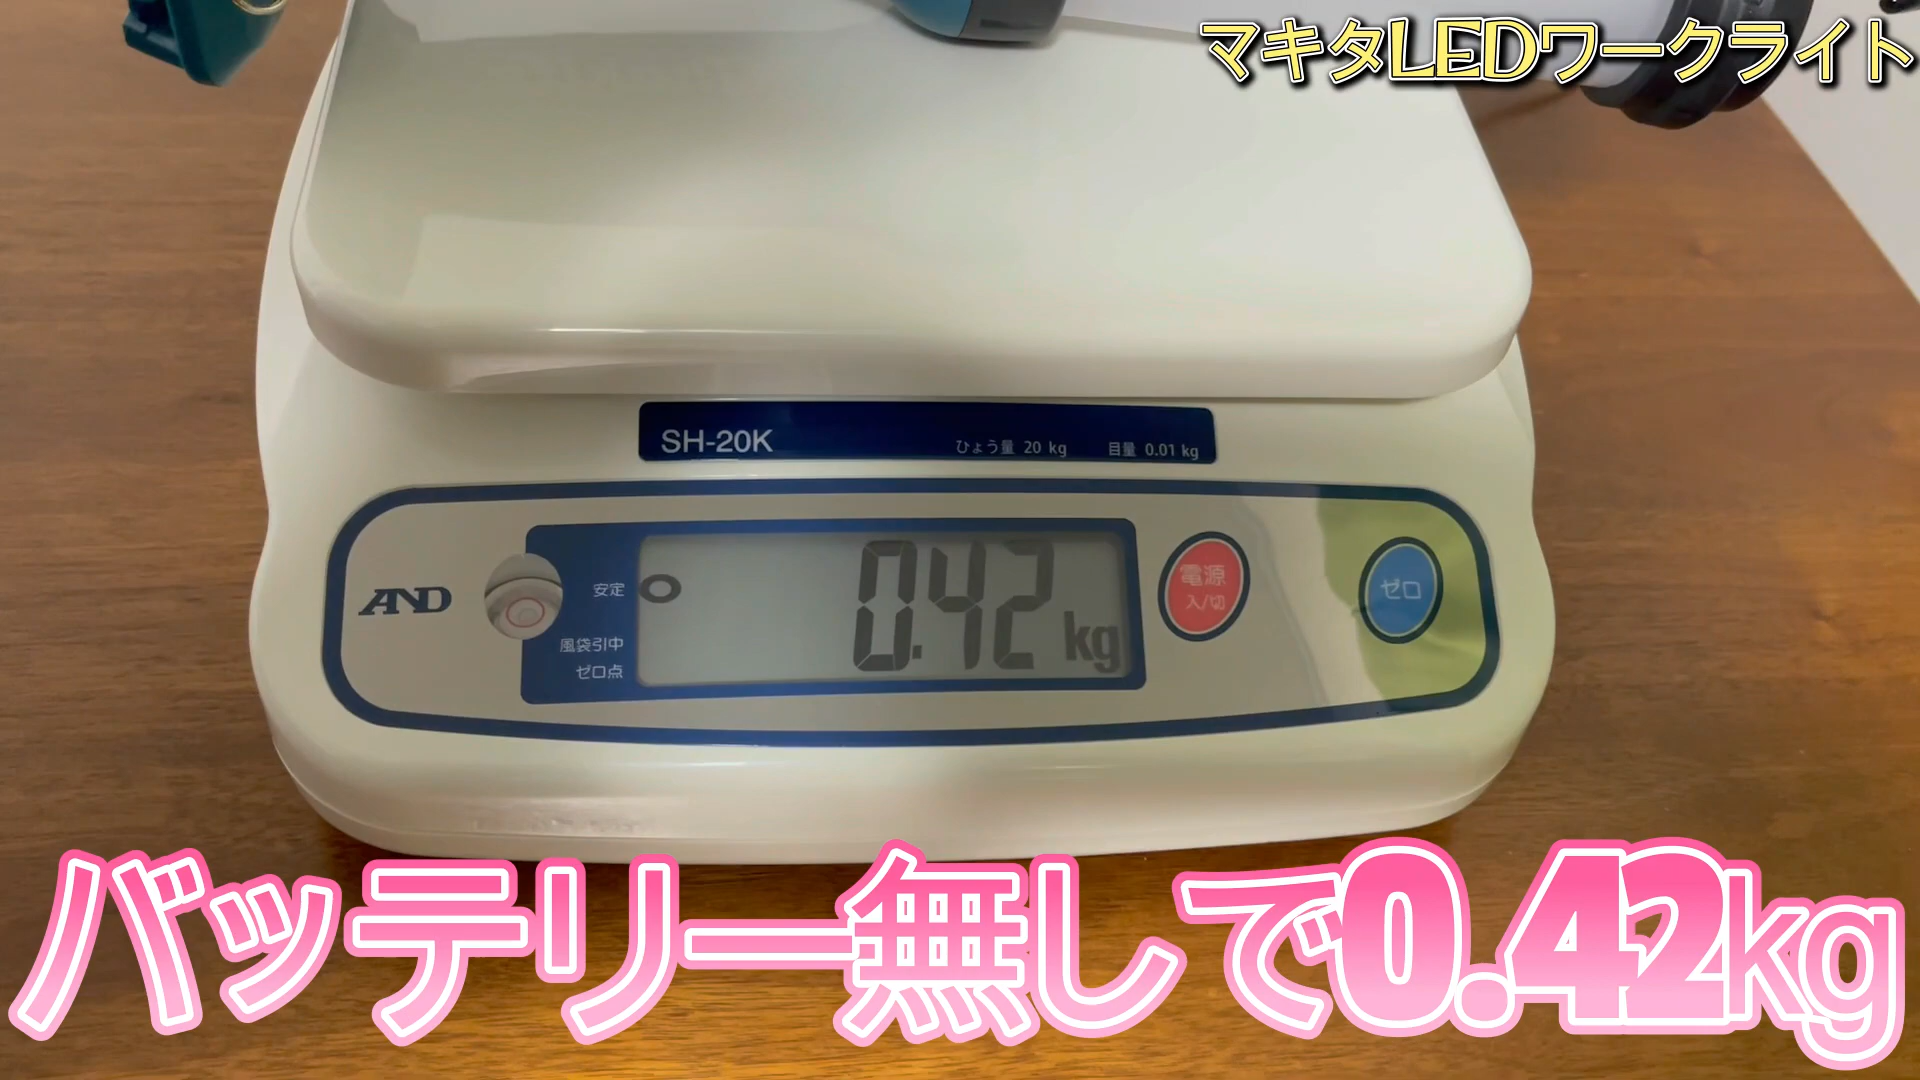 マキタLEDワークライト
SH-20K ひょう量 20 kg 目量 0.01 kg
AND
安定
0.42 kg
風袋引中
ゼロ点
電源
入/切
ゼロ
バッテリー無しで0.42kg